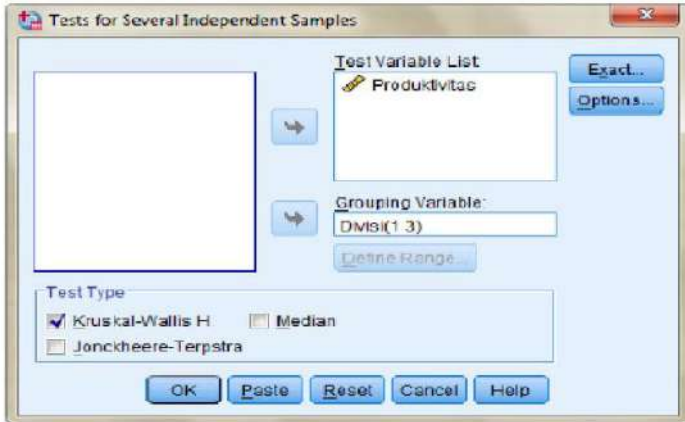 Tests for Several Independent Samples
Test Variable List
Produktivitas
Exact...
Options...
Grouping Variable:
Divisi(1 3)
Define Range...
Test Type
Kruskal-Wallis H
Median
Jonckheere-Terpstra
OK
Paste
Reset
Cancel
Help